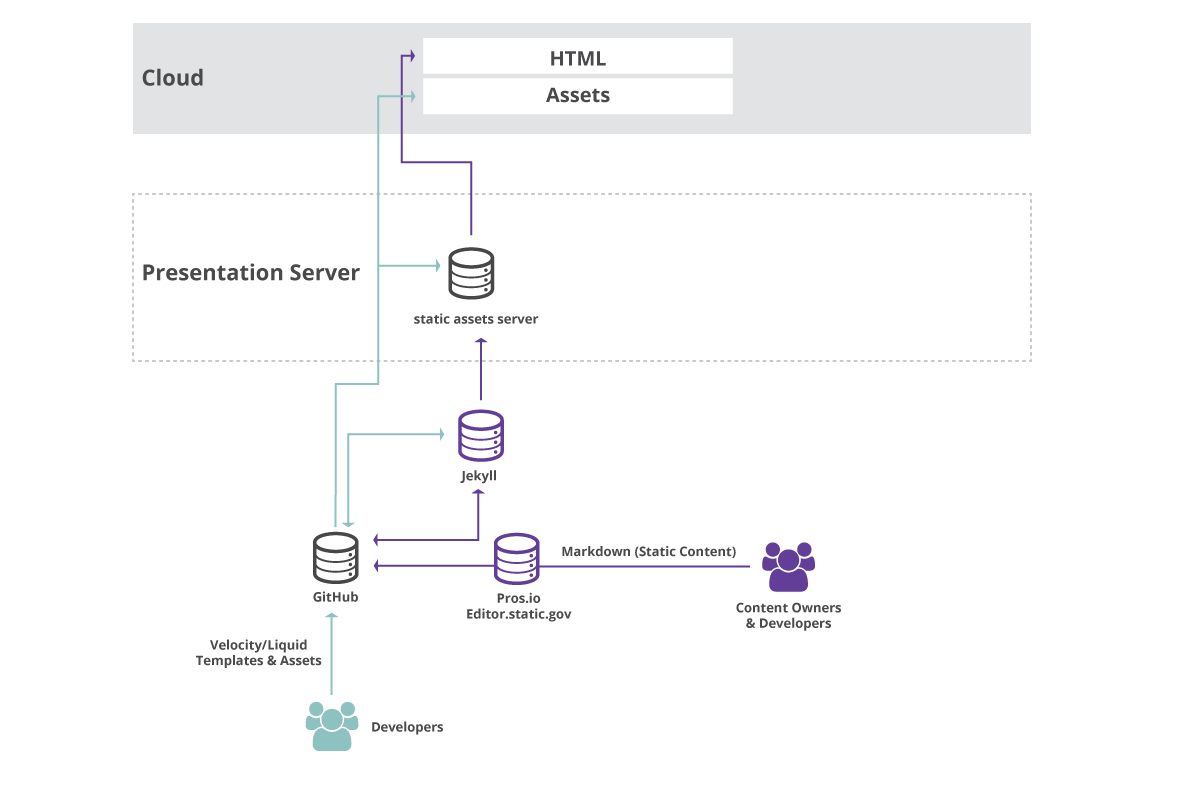 HTML
Cloud
Assets
Presentation Server
static assets server
Jekyll
Markdown (Static Content)
GitHub
Pros.io
Editor.static.gov
Content Owners
& Developers
Velocity/Liquid
Templates & Assets
Developers